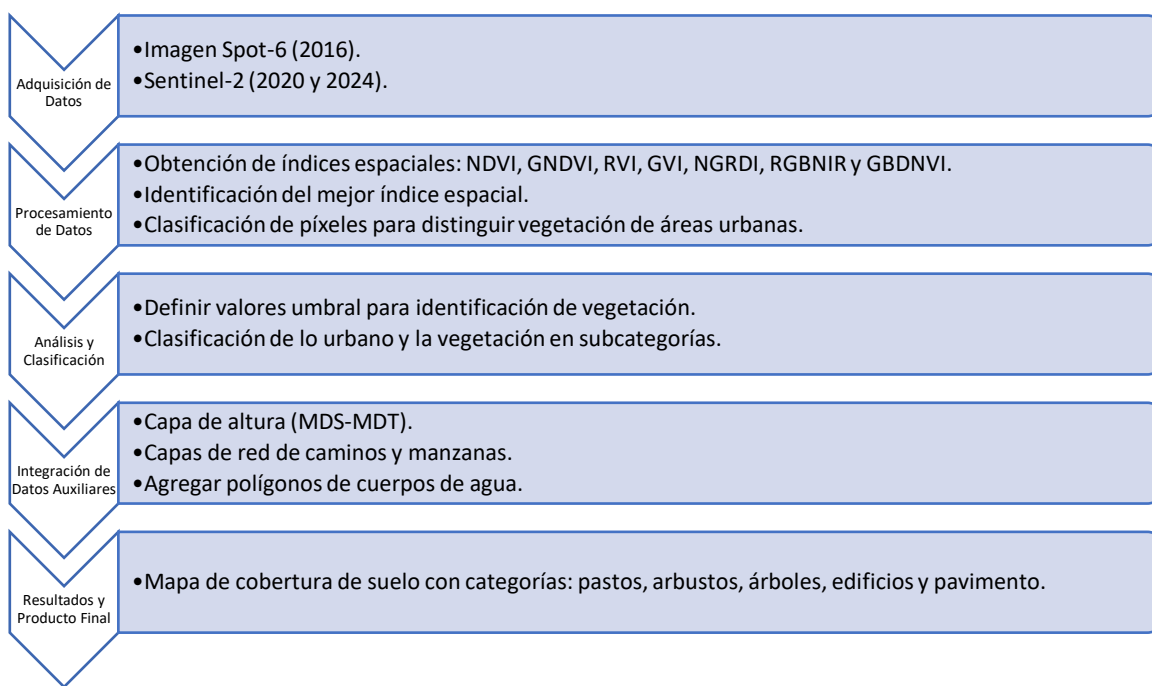 Adquisición de
Datos
•Imagen Spot-6 (2016).
•Sentinel-2 (2020 y 2024).
Procesamiento
de Datos
•Obtención de índices espaciales: NDVI, GNDVI, RVI, GVI, NGRDI, RGBNIR y GBDNVI.
•Identificación del mejor índice espacial.
•Clasificación de píxeles para distinguir vegetación de áreas urbanas.
Análisis y
Clasificación
•Definir valores umbral para identificación de vegetación.
•Clasificación de lo urbano y la vegetación en subcategorías.
Integración de
Datos Auxiliares
•Capa de altura (MDS-MDT).
•Capas de red de caminos y manzanas.
•Agregar polígonos de cuerpos de agua.
Resultados y
Producto Final
•Mapa de cobertura de suelo con categorías: pastos, arbustos, árboles, edificios y pavimento.